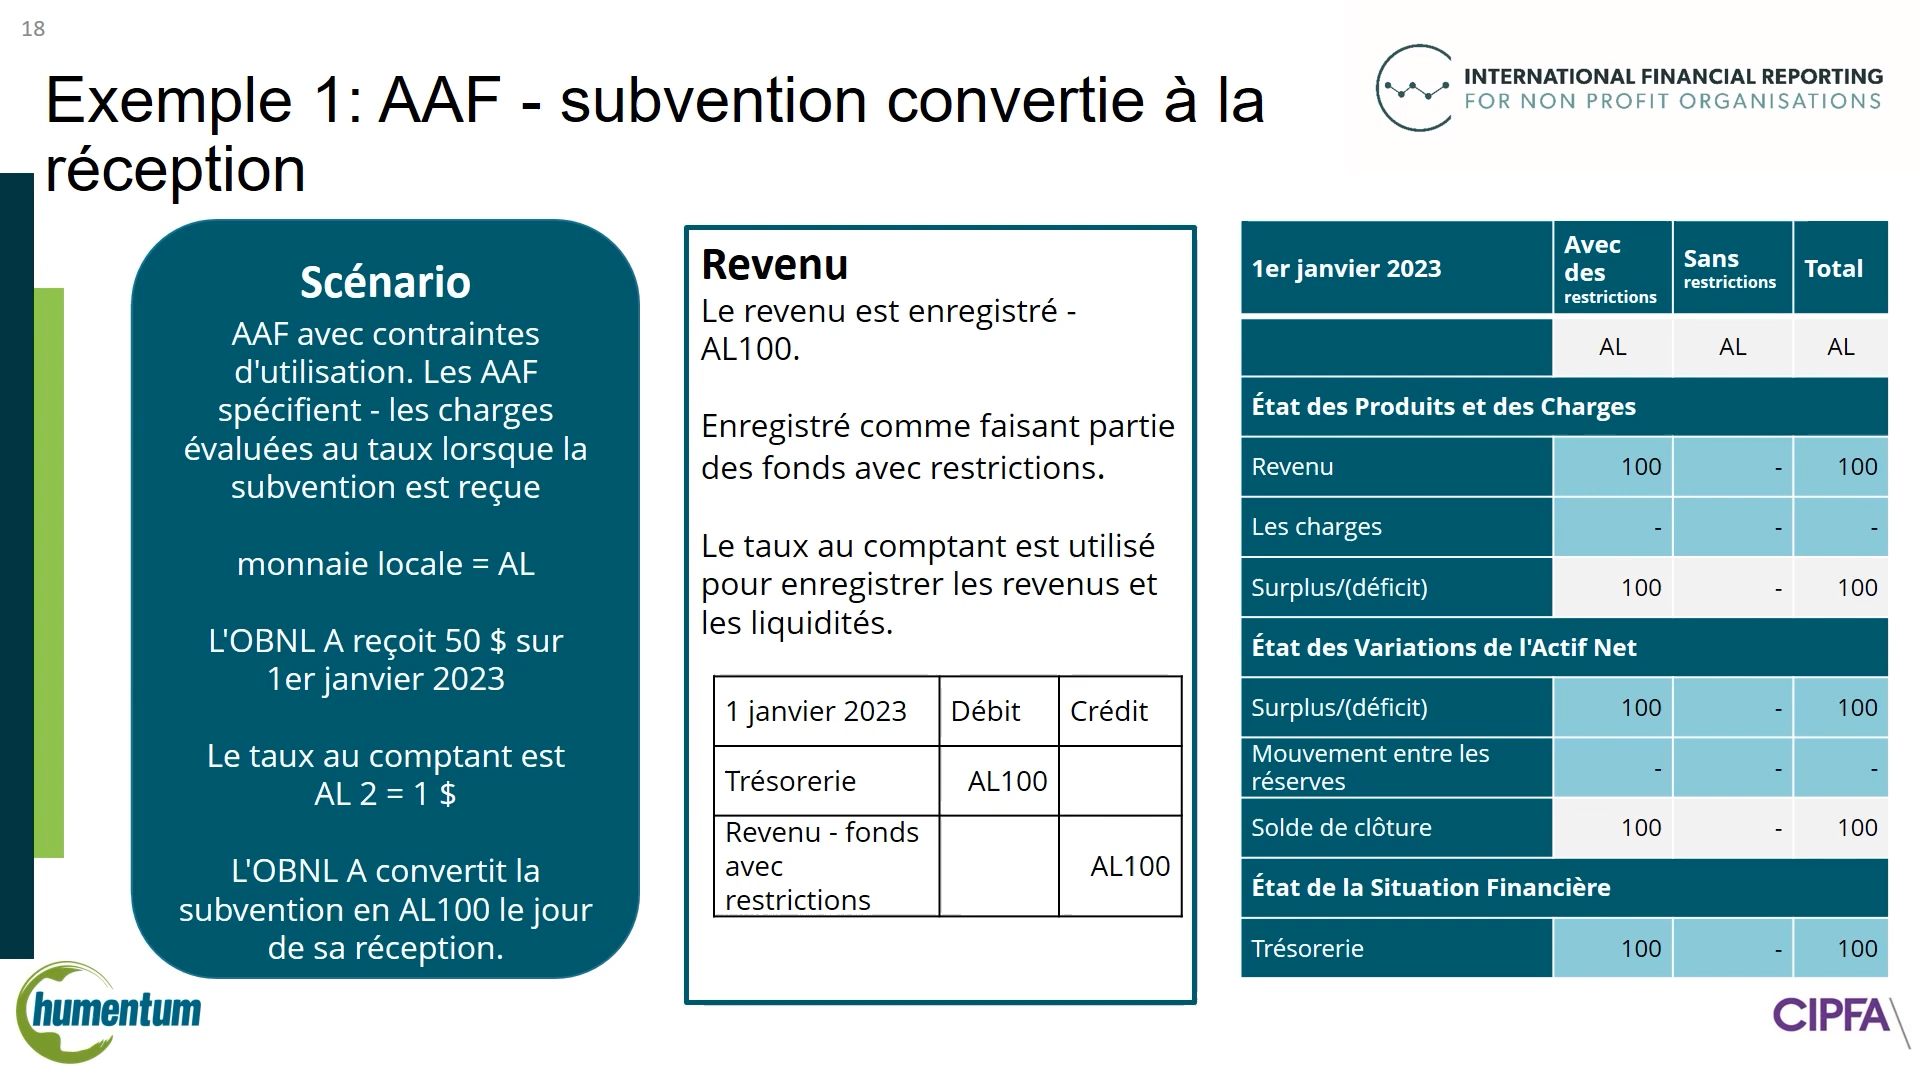 18
Exemple 1: AAF - subvention convertie à la
réception
INTERNATIONAL FINANCIAL REPORTING
FOR NON PROFIT ORGANISATIONS
Scénario
AAF avec contraintes
d'utilisation. Les AAF
spécifient - les charges
évaluées au taux lorsque la
subvention est reçue
monnaie locale = AL
L'OBNL A reçoit 50 $ sur
1er janvier 2023
Le taux au comptant est
AL 2 = 1 $
L'OBNL A convertit la
subvention en AL100 le jour
de sa réception.
Revenu
Le revenu est enregistré -
AL100.
Enregistré comme faisant partie
des fonds avec restrictions.
Le taux au comptant est utilisé
pour enregistrer les revenus et
les liquidités.
1 janvier 2023 Débit Crédit
Trésorerie AL100
Revenu - fonds
avec
restrictions AL100
1er janvier 2023 Avec des restrictions Sans restrictions Total
AL AL AL
État des Produits et des Charges
Revenu 100 - 100
Les charges - - -
Surplus/(déficit) 100 - 100
État des Variations de l'Actif Net
Surplus/(déficit) 100 - 100
Mouvement entre les
réserves - - -
Solde de clôture 100 - 100
État de la Situation Financière
Trésorerie 100 - 100
humentum
CIPFA